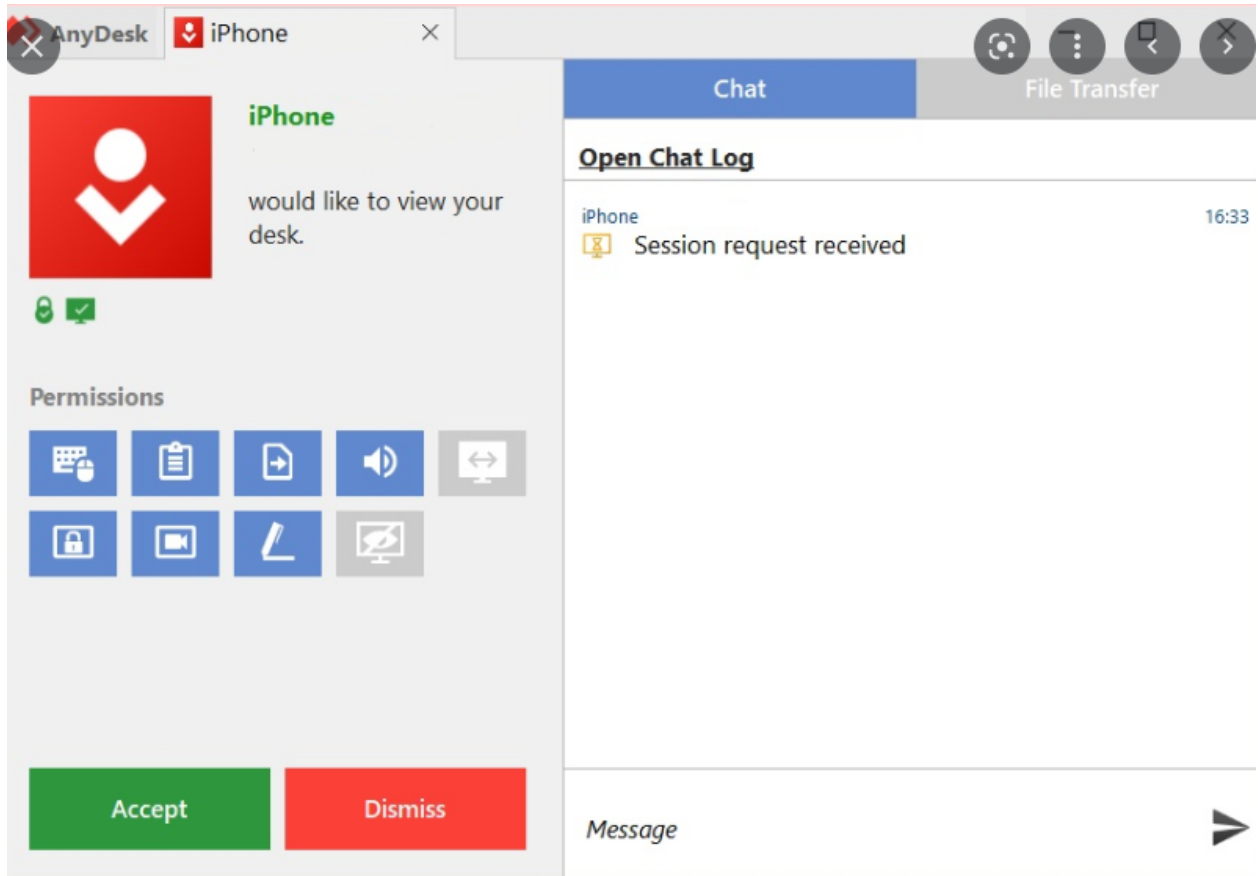 AnyDesk
iPhone
iPhone
would like to view your
desk.
Permissions
Accept
Dismiss
Chat
File Transfer
Open Chat Log
iPhone
16:33
Session request received
Message